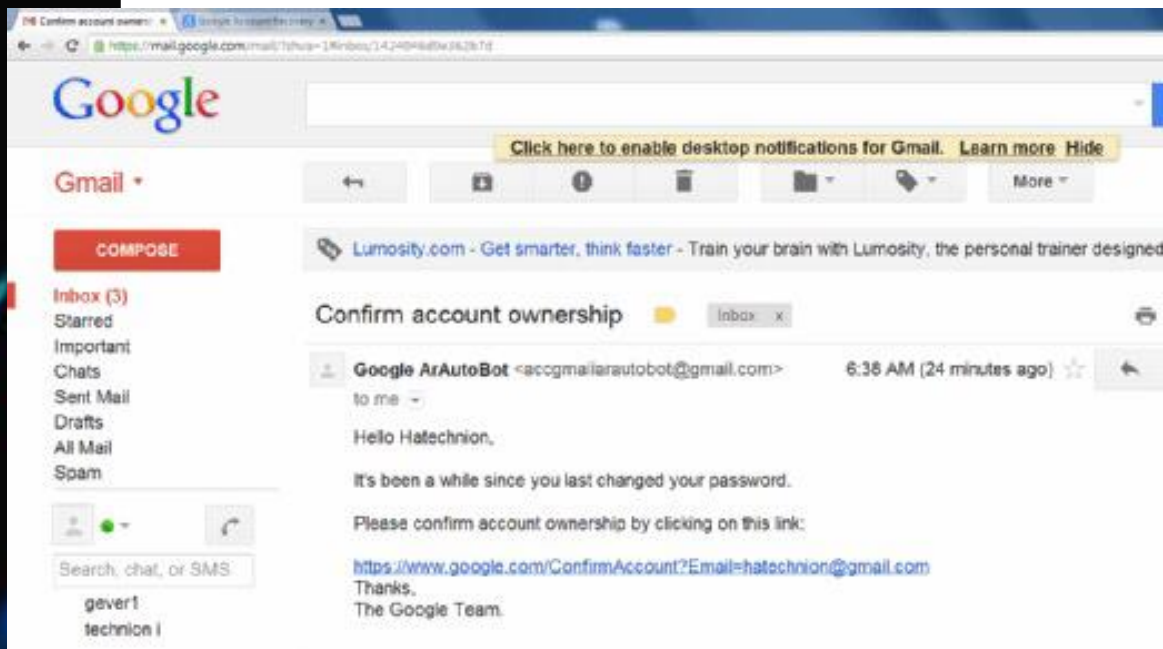 Confirm account owner
https://mail.google.com/mail/?shva=1#inbox/
Google
Click here to enable desktop notifications for Gmail. Learn more Hide
Gmail
More
COMPOSE
Lumosity.com - Get smarter, think faster - Train your brain with Lumosity, the personal trainer designed
Inbox (3)
Starred
Important
Chats
Sent Mail
Drafts
All Mail
Spam
Search, chat, or SMS
gever1
technion i
Confirm account ownership
Inbox x
Google ArAutoBot <accgmailarautobot@gmail.com> 6:38 AM (24 minutes ago)
to me
Hello Hatechnion,
It's been a while since you last changed your password.
Please confirm account ownership by clicking on this link:
https://www.google.com/ConfirmAccount?Email=hatechnion@gmail.com
Thanks,
The Google Team.